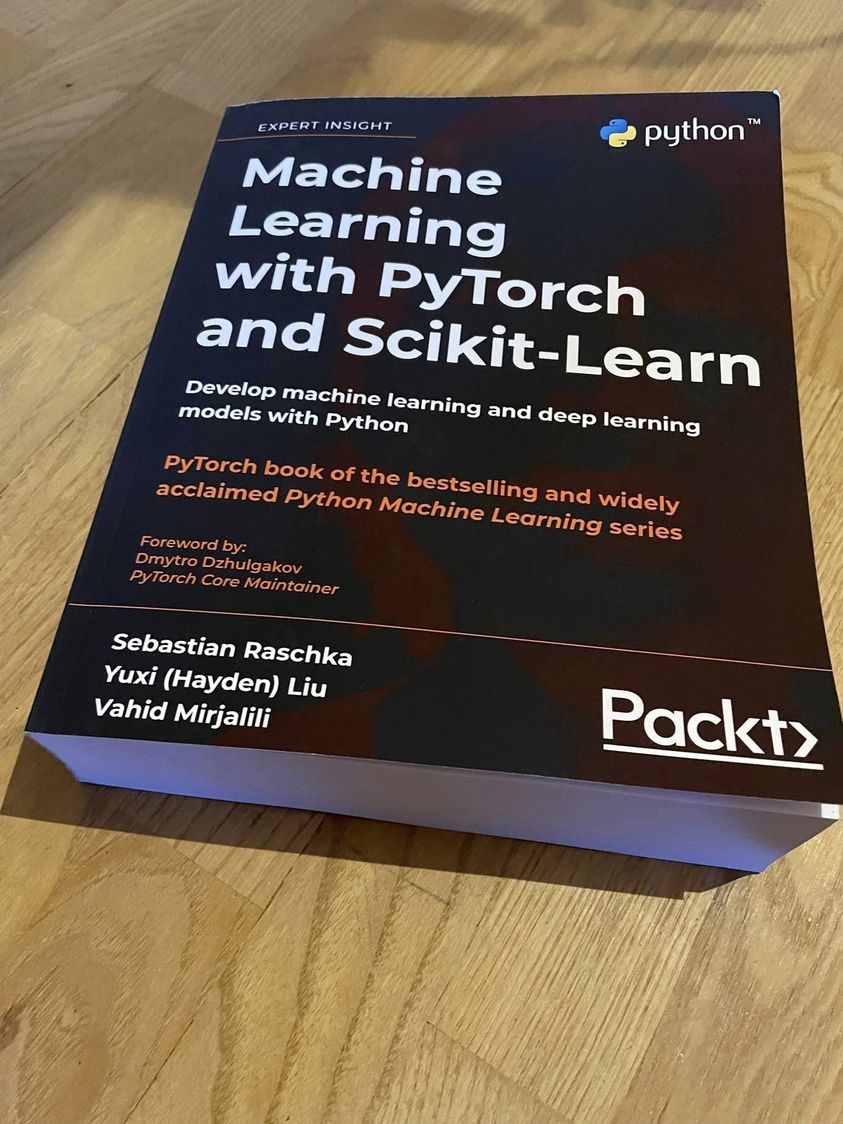 EXPERT INSIGHT
python™
Machine
Learning
with PyTorch
and Scikit-Learn
Develop machine learning and deep learning
models with Python
PyTorch book of the bestselling and widely
acclaimed Python Machine Learning series
Foreword by:
Dmytro Dzhulgakov
PyTorch Core Maintainer
Sebastian Raschka
Yuxi (Hayden) Liu
Vahid Mirjalili
Packt>